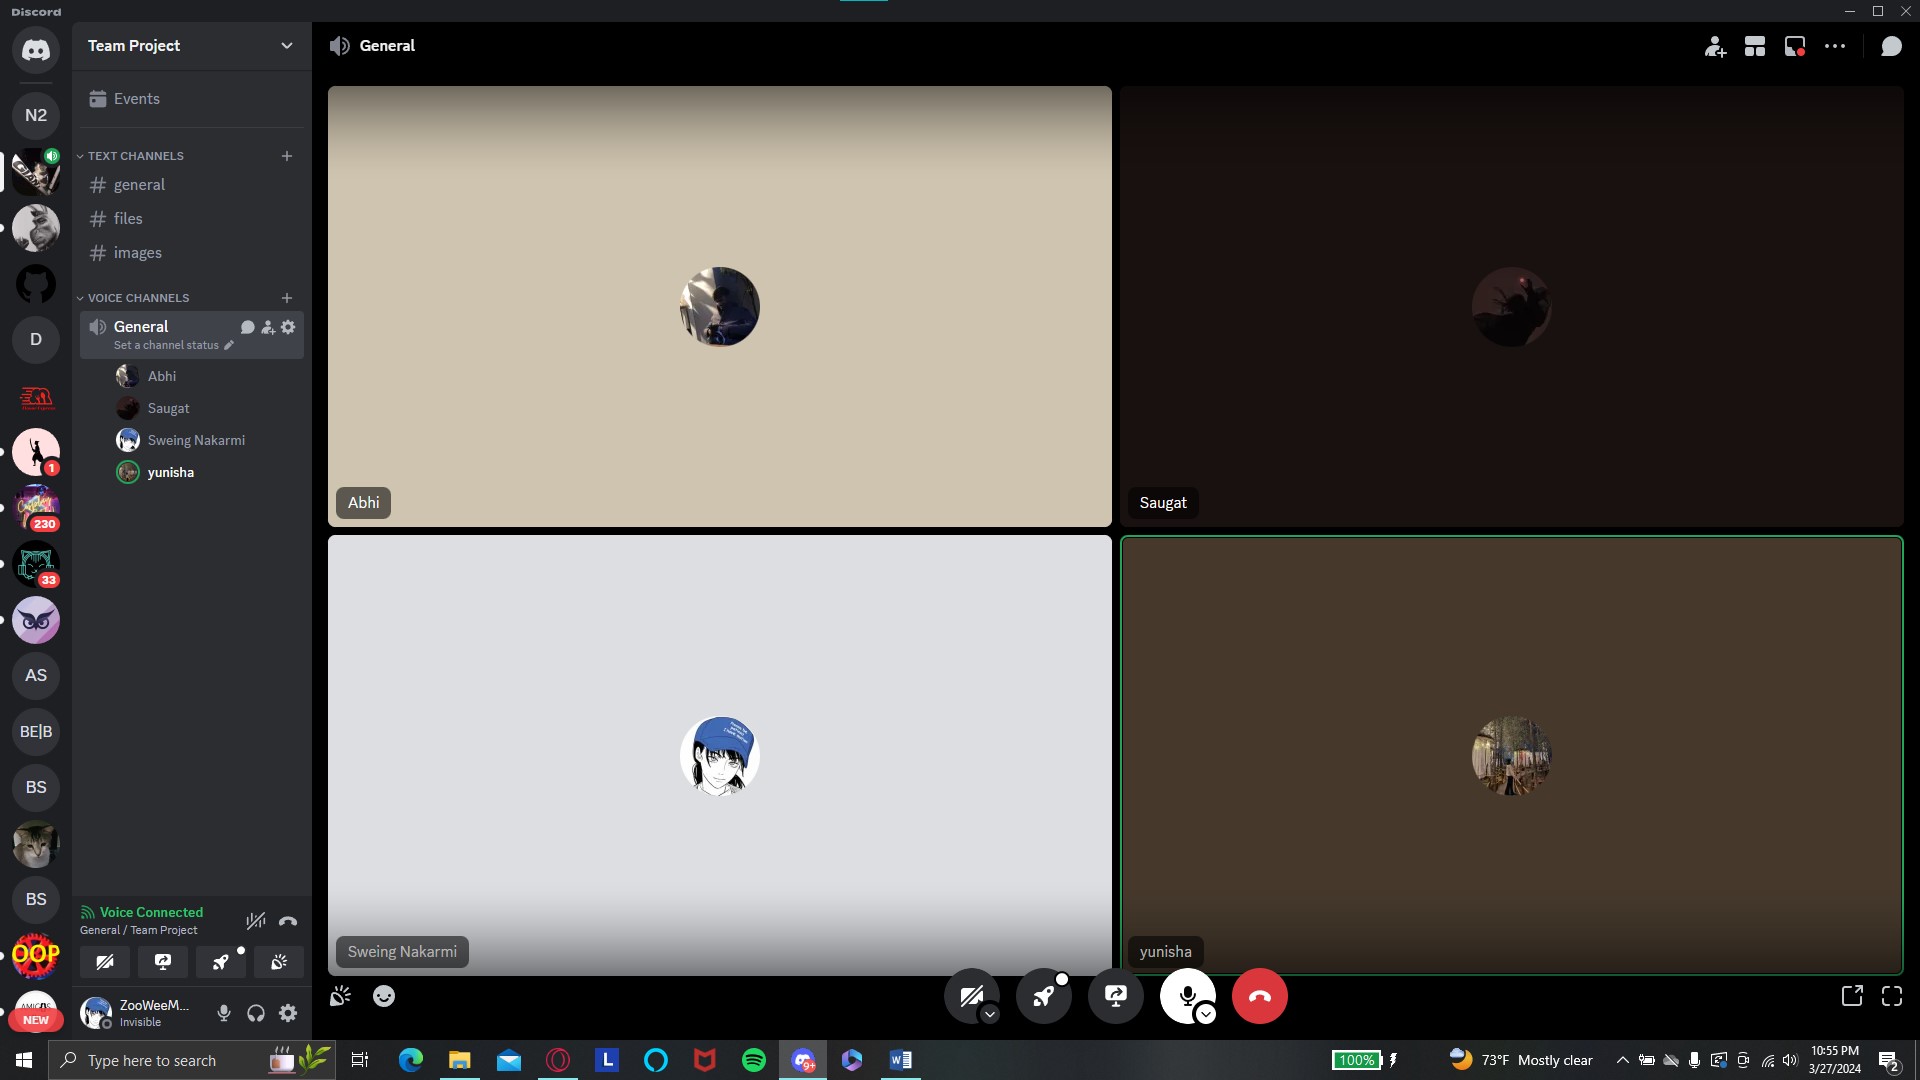 Discord
N2
D
1
230
33
AS
BE|B
BS
BS
OOP
NEW
Team Project
Events
TEXT CHANNELS
general
files
images
VOICE CHANNELS
General
Set a channel status
Abhi
Saugat
Sweing Nakarmi
yunisha
Voice Connected
General / Team Project
ZooWeeM...
Invisible
General
Abhi
Saugat
Sweing Nakarmi
yunisha
Type here to search
L
9+
W
100%
73°F Mostly clear
10:55 PM
3/27/2024
2